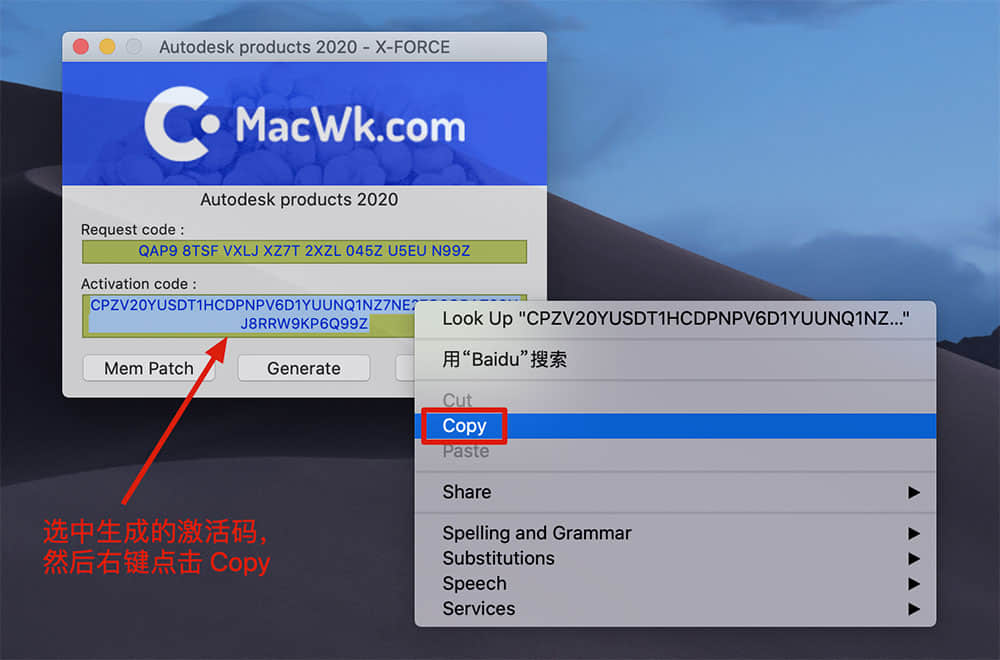 Autodesk products 2020 - X-FORCE
MacWk.com
Autodesk products 2020
Request code :
QAP9 8TSF VXLJ XZ7T 2XZL 045Z U5EU N99Z
Activation code :
CPZV20YUSDT1HCDPNPV6D1YUUNQ1NZ7NE2
J8RRW9KP6Q99Z
Mem Patch
Generate
Look Up "CPZV20YUSDT1HCDPNPV6D1YUUNQ1NZ..."
用“Baidu”搜索
Cut
Copy
Paste
Share
Spelling and Grammar
Substitutions
Speech
Services
选中生成的激活码，
然后右键点击 Copy